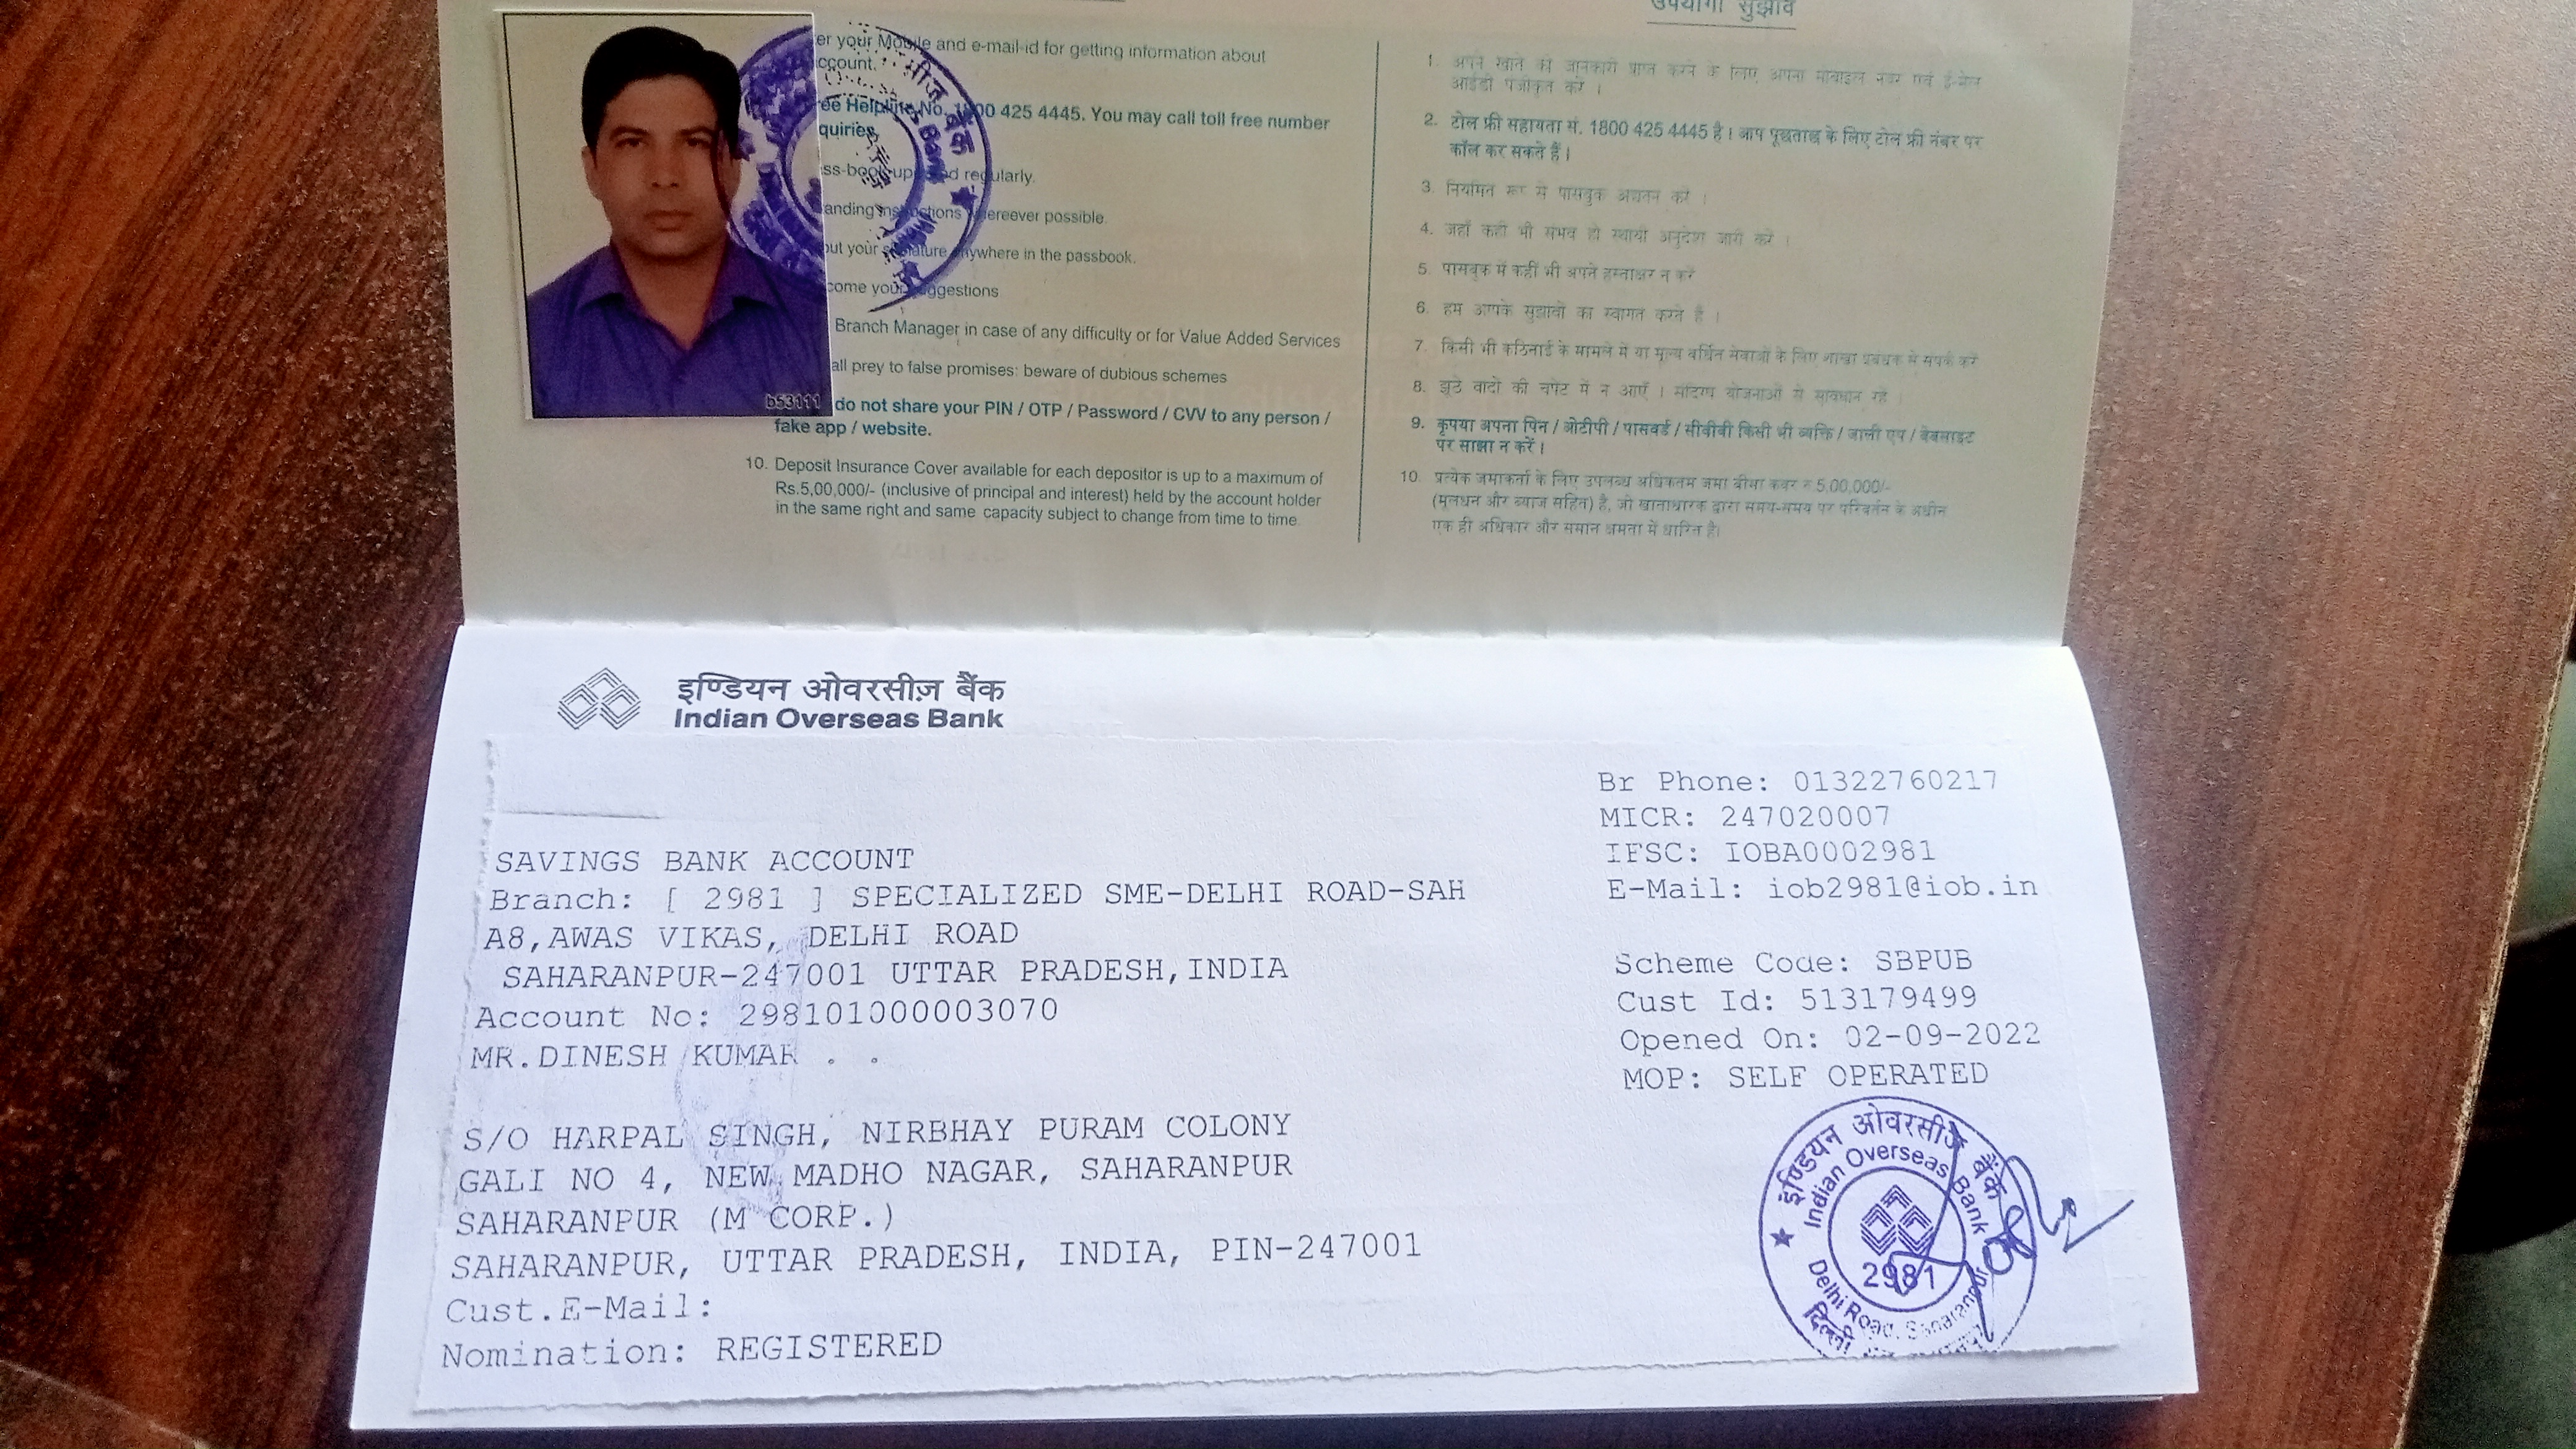 उपयोगी सुझाव
er your Mobile and e-mail-id for getting information about
ccount.
ee Helpline No. 1800 425 4445. You may call toll free number
quiries
ss-book updated regularly.
anding instructions whereever possible.
out your signature anywhere in the passbook.
come your suggestions
Branch Manager in case of any difficulty or for Value Added Services
all prey to false promises: beware of dubious schemes
do not share your PIN / OTP / Password / CVV to any person /
fake app / website.
10. Deposit Insurance Cover available for each depositor is up to a maximum of
Rs.5,00,000/- (inclusive of principal and interest) held by the account holder
in the same right and same capacity subject to change from time to time.
b53111
1. अपने खाते की जानकारी प्राप्त करने के लिए अपना मोबाइल नंबर एवं ई-मेल
आईडी पंजीकृत करें ।
2. टोल फ्री सहायता सं. 1800 425 4445 है । आप पूछताछ के लिए टोल फ्री नंबर पर
कॉल कर सकते हैं ।
3. नियमित रूप से पासबुक अद्यतन करें ।
4. जहाँ कहीं भी संभव हो स्थायी अनुदेश जारी करें ।
5. पासबुक में कहीं भी अपने हस्ताक्षर न करें
6. हम आपके सुझावों का स्वागत करते हैं ।
7. किसी भी कठिनाई के मामले में या मूल्य वर्धित सेवाओं के लिए शाखा प्रबंधक से संपर्क करें
8. झूठे वादों की चपेट में न आएँ । संदिग्ध योजनाओं से सावधान रहें ।
9. कृपया अपना पिन / ओटीपी / पासवर्ड / सीवीवी किसी भी व्यक्ति / जाली एप / वेबसाइट
पर साझा न करें ।
10. प्रत्येक जमाकर्ता के लिए उपलब्ध अधिकतम जमा बीमा कवर रु 5,00,000/-
(मूलधन और ब्याज सहित) है, जो खाताधारक द्वारा समय-समय पर परिवर्तन के अधीन
एक ही अधिकार और समान क्षमता में धारित है।
इण्डियन ओवरसीज़ बैंक
Indian Overseas Bank
Br Phone: 01322760217
MICR: 247020007
IFSC: IOBA0002981
E-Mail: iob2981@iob.in
SAVINGS BANK ACCOUNT
Branch: [ 2981 ] SPECIALIZED SME-DELHI ROAD-SAH
A8,AWAS VIKAS, DELHI ROAD
SAHARANPUR-247001 UTTAR PRADESH,INDIA
Account No: 298101000003070
MR.DINESH KUMAR . .
Scheme Code: SBPUB
Cust Id: 513179499
Opened On: 02-09-2022
MOP: SELF OPERATED
S/O HARPAL SINGH, NIRBHAY PURAM COLONY
GALI NO 4, NEW MADHO NAGAR, SAHARANPUR
SAHARANPUR (M CORP.)
SAHARANPUR, UTTAR PRADESH, INDIA, PIN-247001
Cust.E-Mail:
Nomination: REGISTERED
इण्डियन ओवरसीज़ बैंक
Indian Overseas Bank
2981
Delhi Road, Saharanpur
दिल्ली